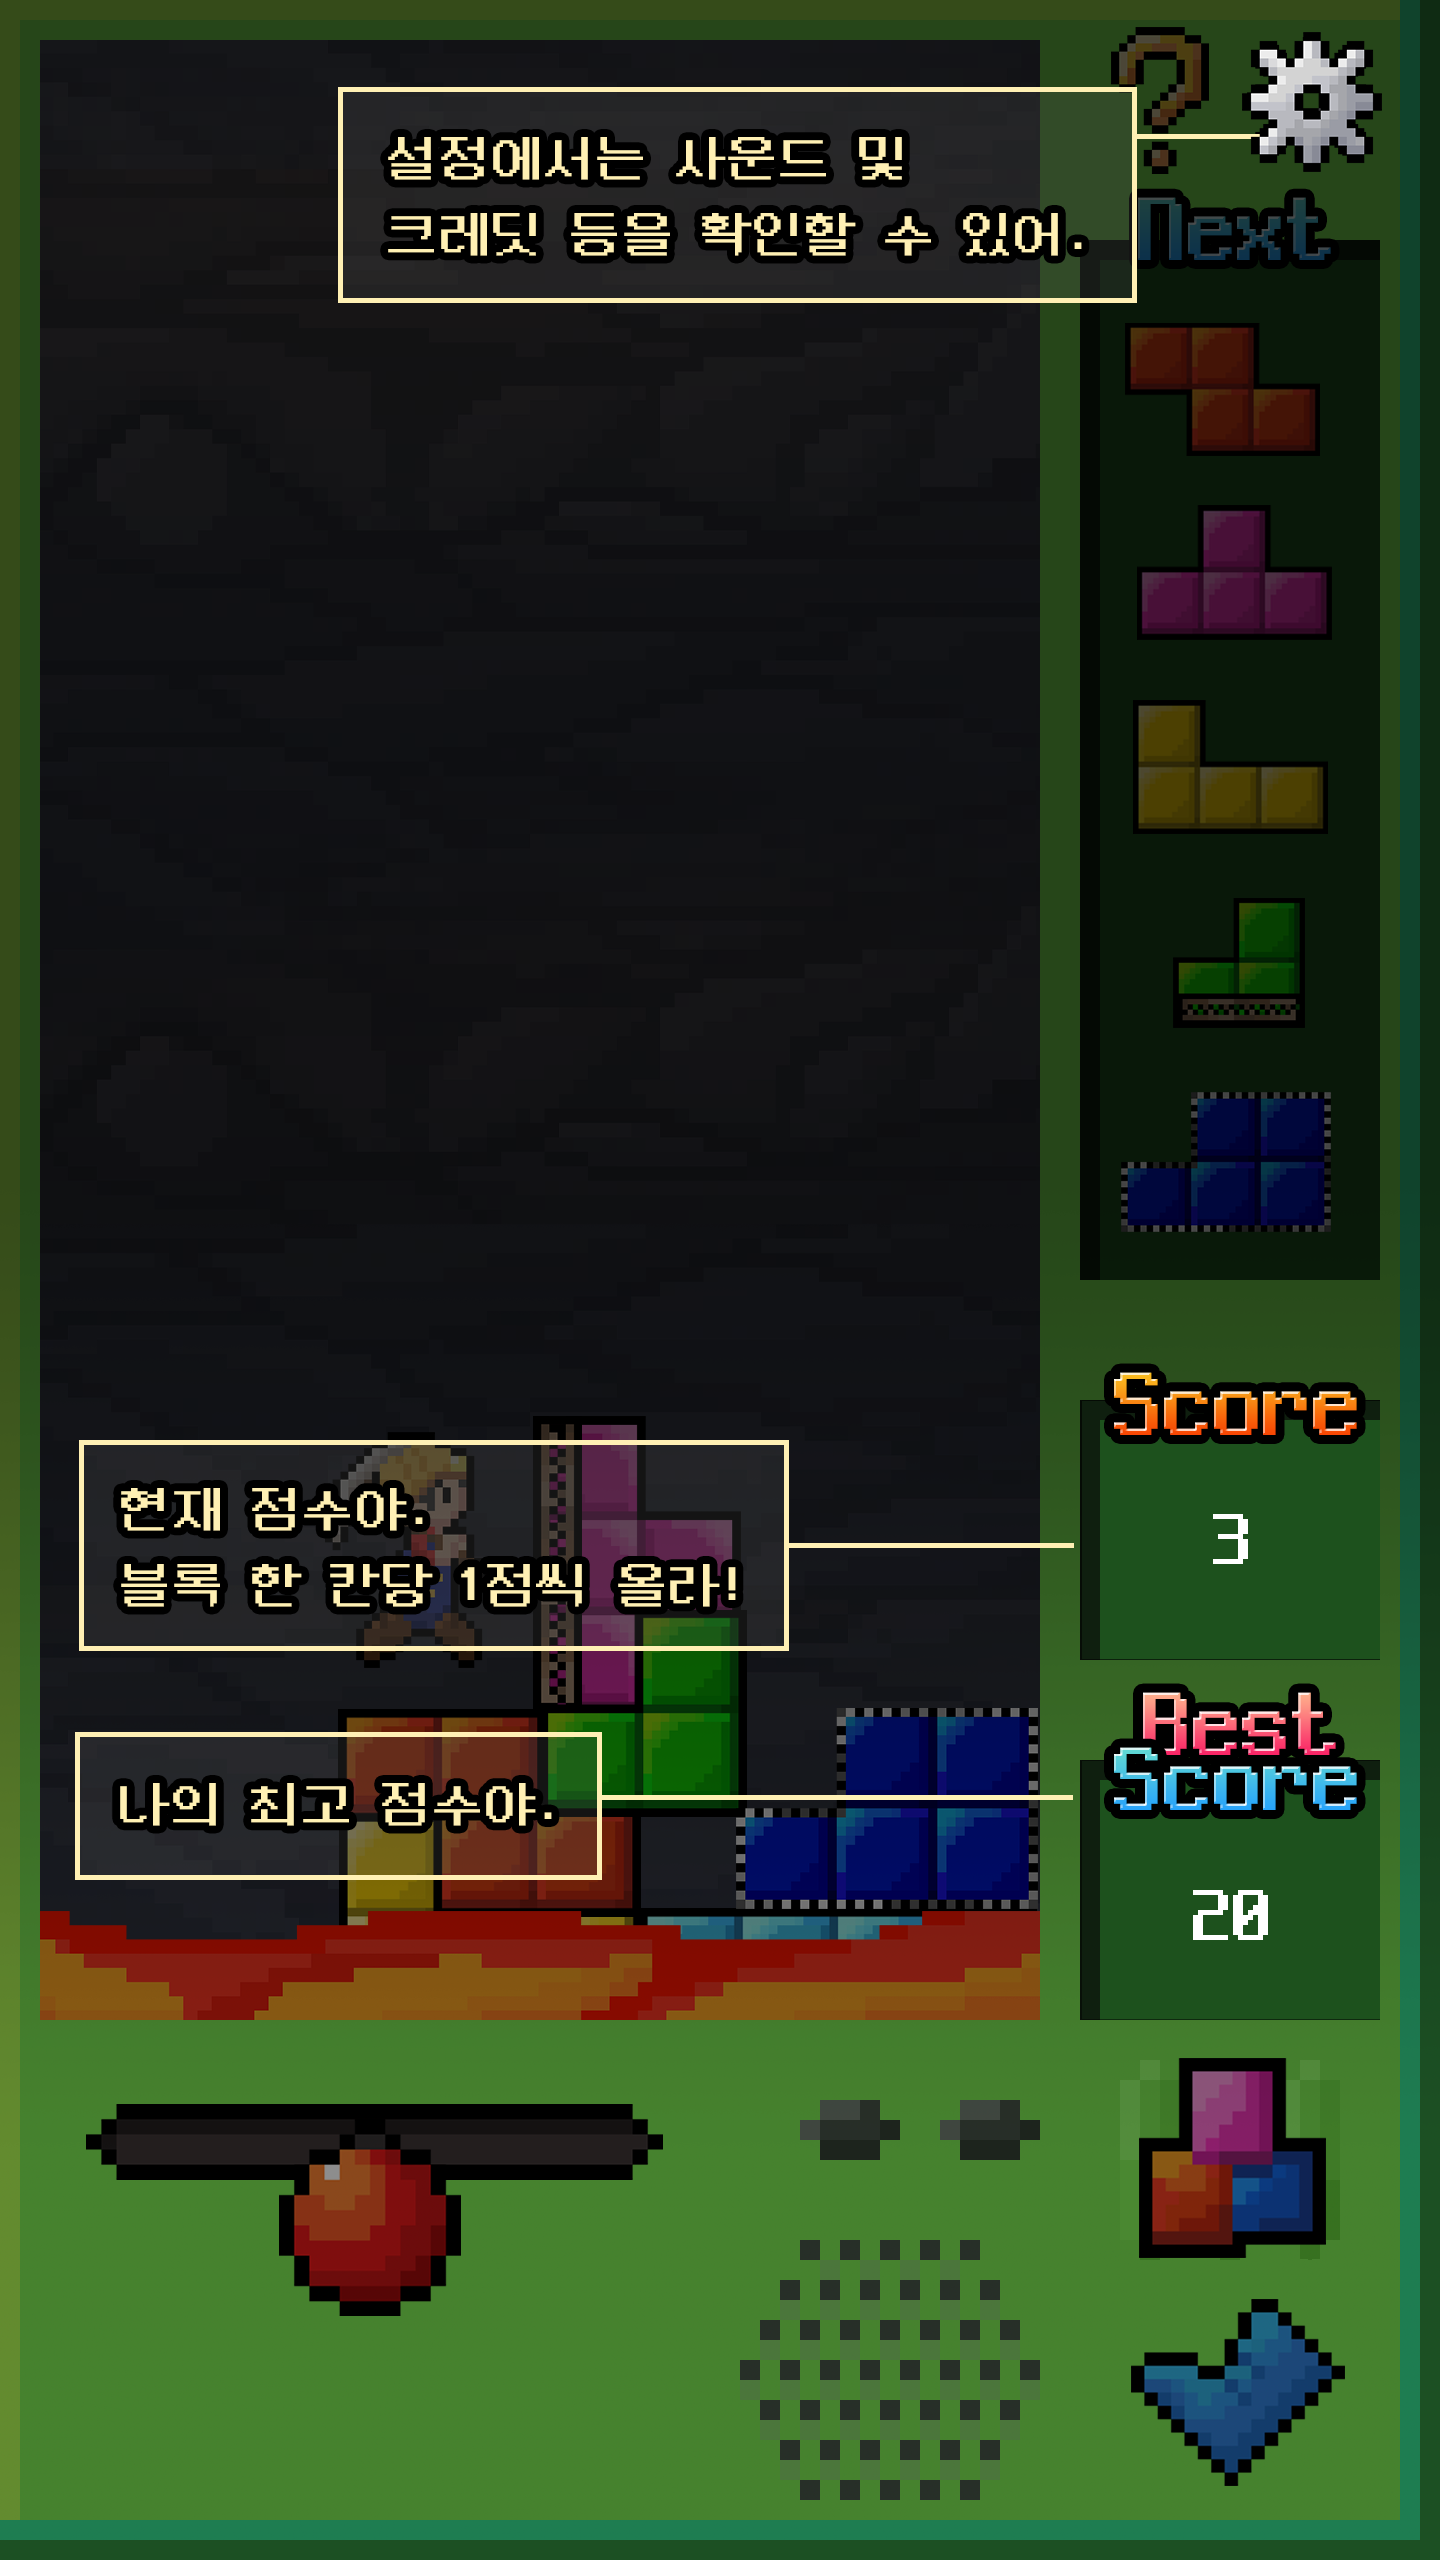 설정에서는 사운드 및
크레딧 등을 확인할 수 있어.
Next
Score
현재 점수야.
블록 한 칸당 1점씩 올라!
3
Best
Score
나의 최고 점수야.
20